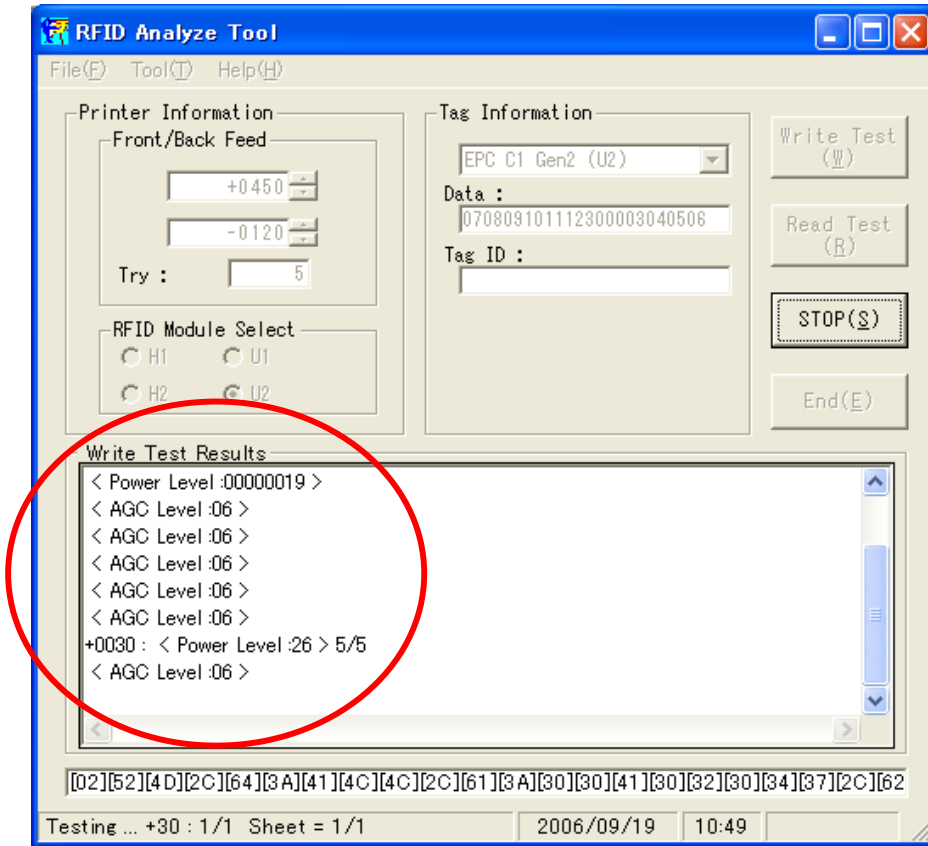 RFID Analyze Tool
File(F) Tool(T) Help(H)
Printer Information
Front/Back Feed
+0450
-0120
Try : 5
RFID Module Select
H1 U1
H2 U2
Tag Information
EPC C1 Gen2 (U2)
Data :
070809101112300003040506
Tag ID :
Write Test
(W)
Read Test
(R)
STOP(S)
End(E)
Write Test Results
< Power Level :00000019 >
< AGC Level :06 >
< AGC Level :06 >
< AGC Level :06 >
< AGC Level :06 >
< AGC Level :06 >
+0030 : < Power Level :26 > 5/5
< AGC Level :06 >
[02][52][4D][2C][64][3A][41][4C][4C][2C][61][3A][30][30][41][30][32][30][34][37][2C][62
Testing ... +30 : 1/1 Sheet = 1/1 2006/09/19 10:49